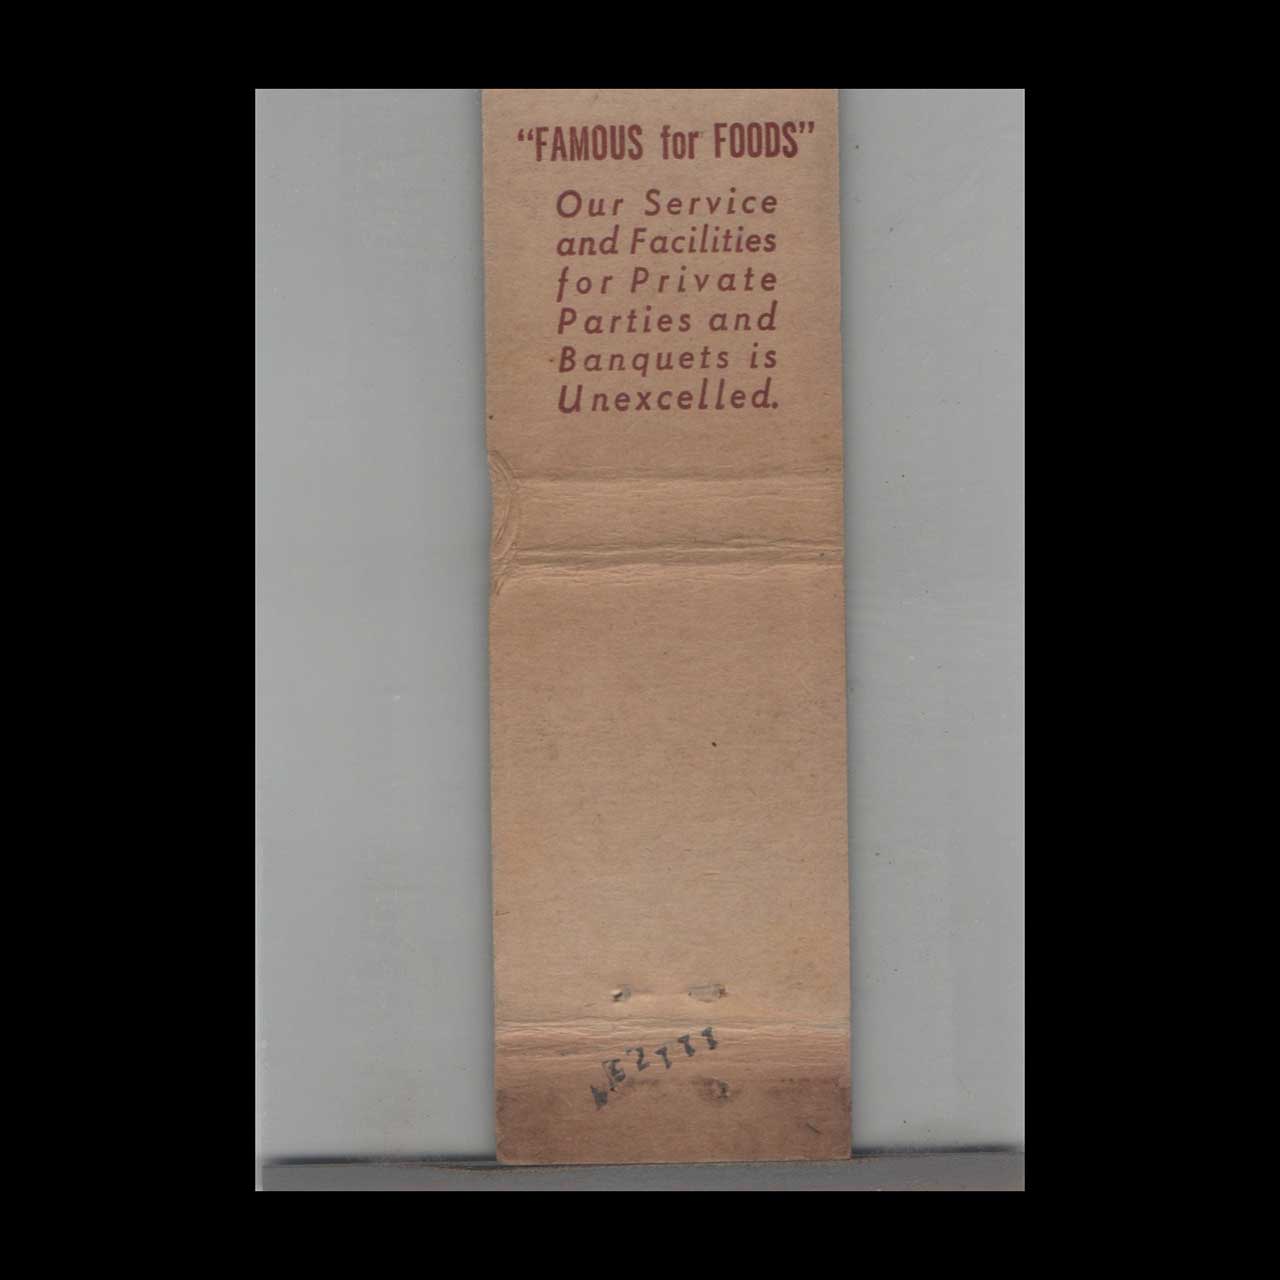 “FAMOUS for FOODS”
Our Service
and Facilities
for Private
Parties and
Banquets is
Unexcelled.